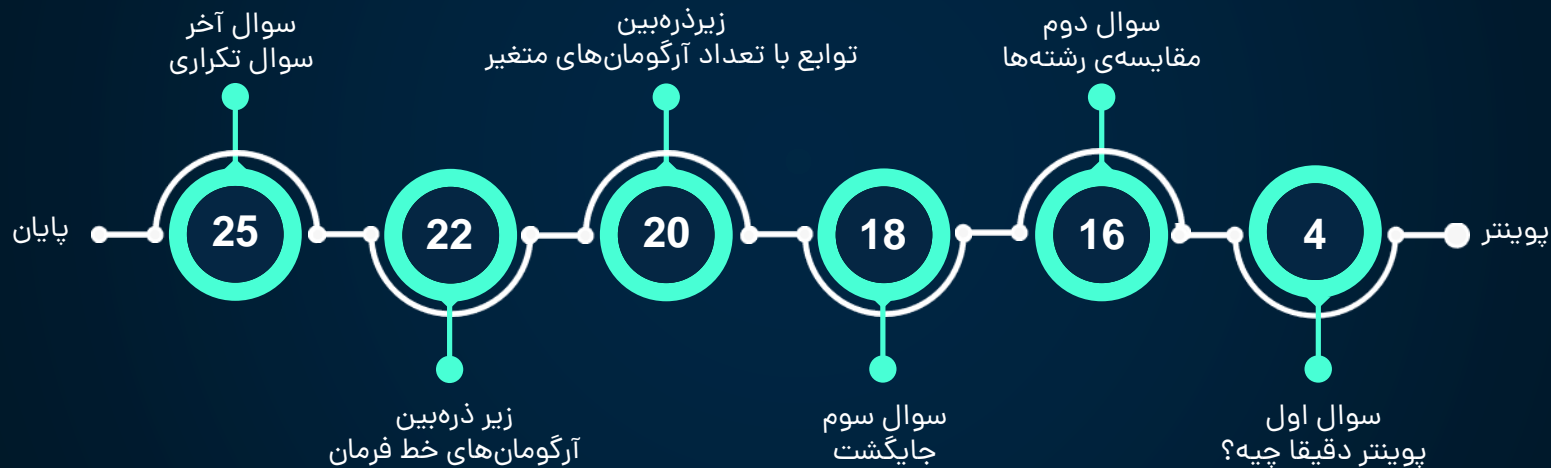 پوینتر
4
سوال اول
پوینتر دقیقا چیه؟
16
سوال دوم
مقایسه‌ی رشته‌ها
18
سوال سوم
جایگشت
20
زیرذره‌بین
توابع با تعداد آرگومان‌های متغیر
22
زیر ذره‌بین
آرگومان‌های خط فرمان
25
سوال آخر
سوال تکراری
پایان